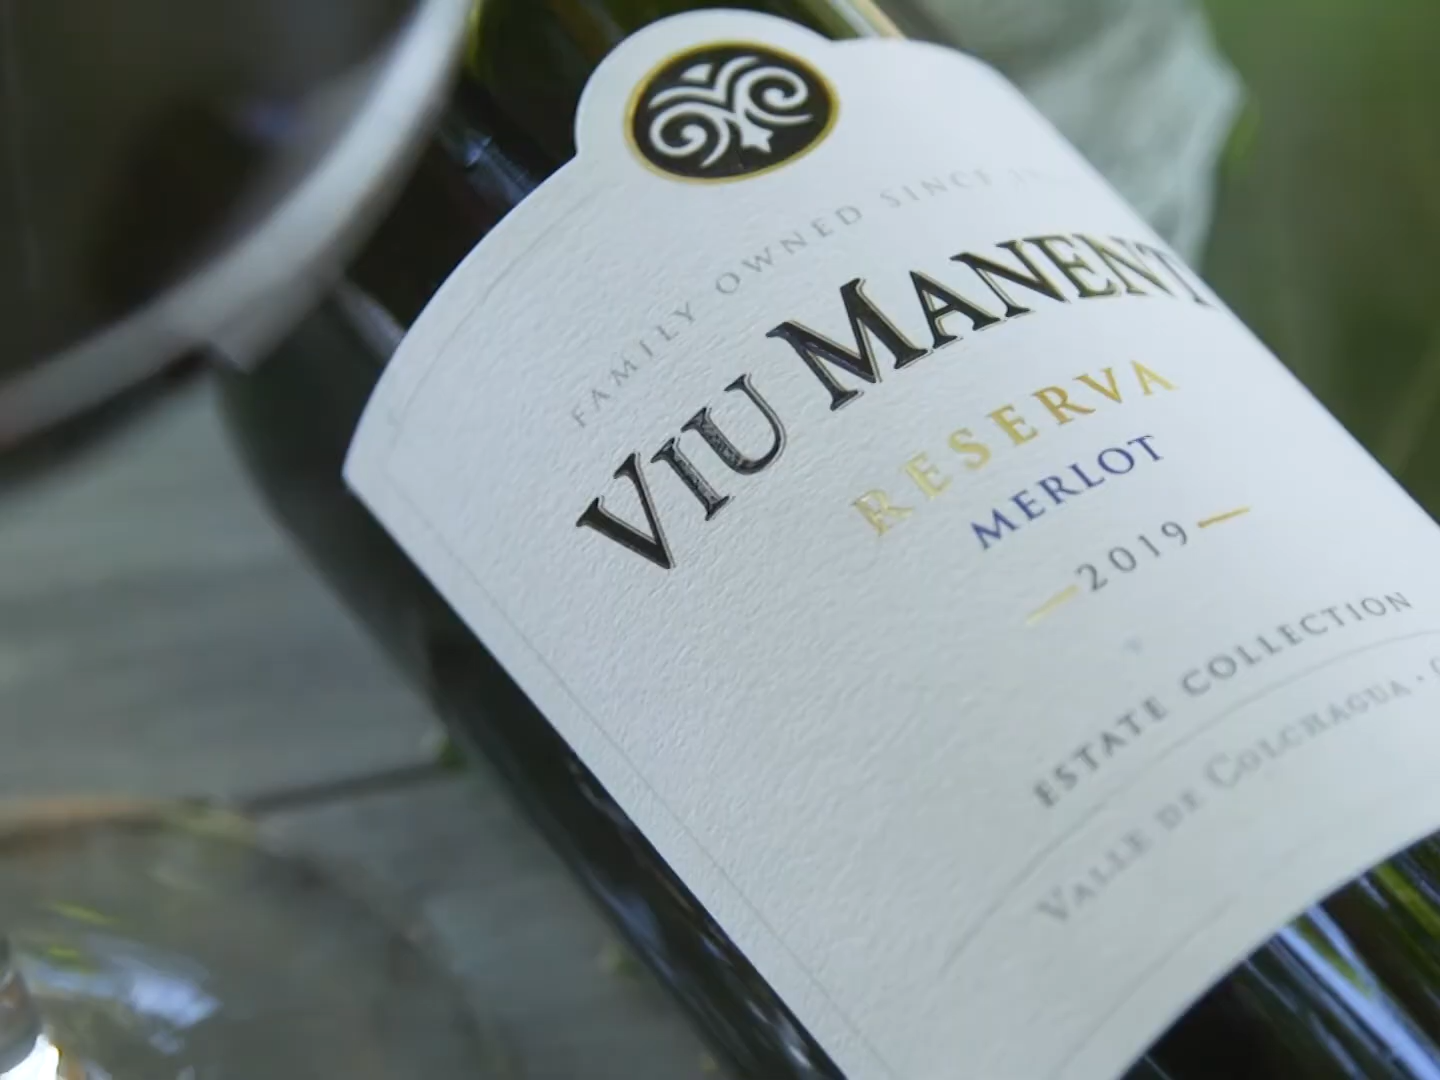 FAMILY OWNED SINCE
VIU MANENT
RESERVA
MERLOT
2019
ESTATE COLLECTION
VALLE DE COLCHAGUA ·